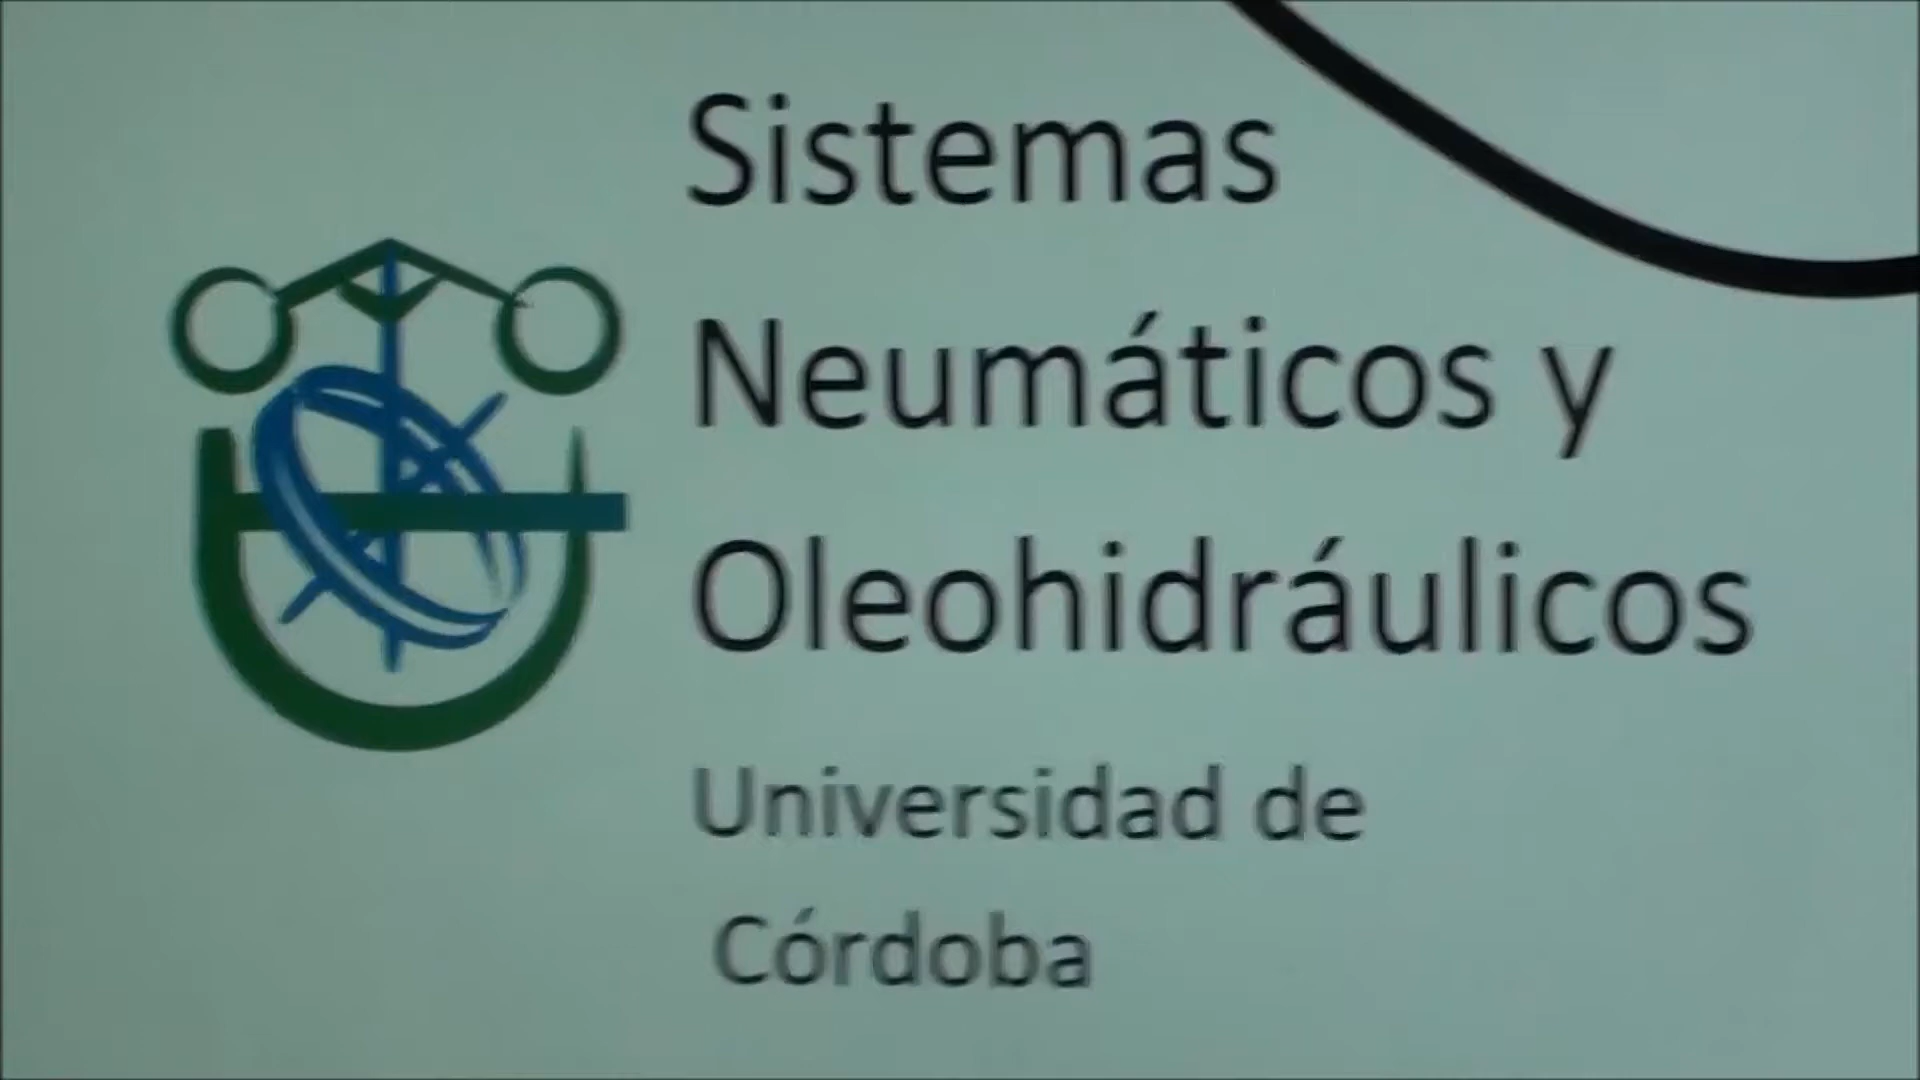 Sistemas
Neumáticos y
Oleohidráulicos
Universidad de
Córdoba